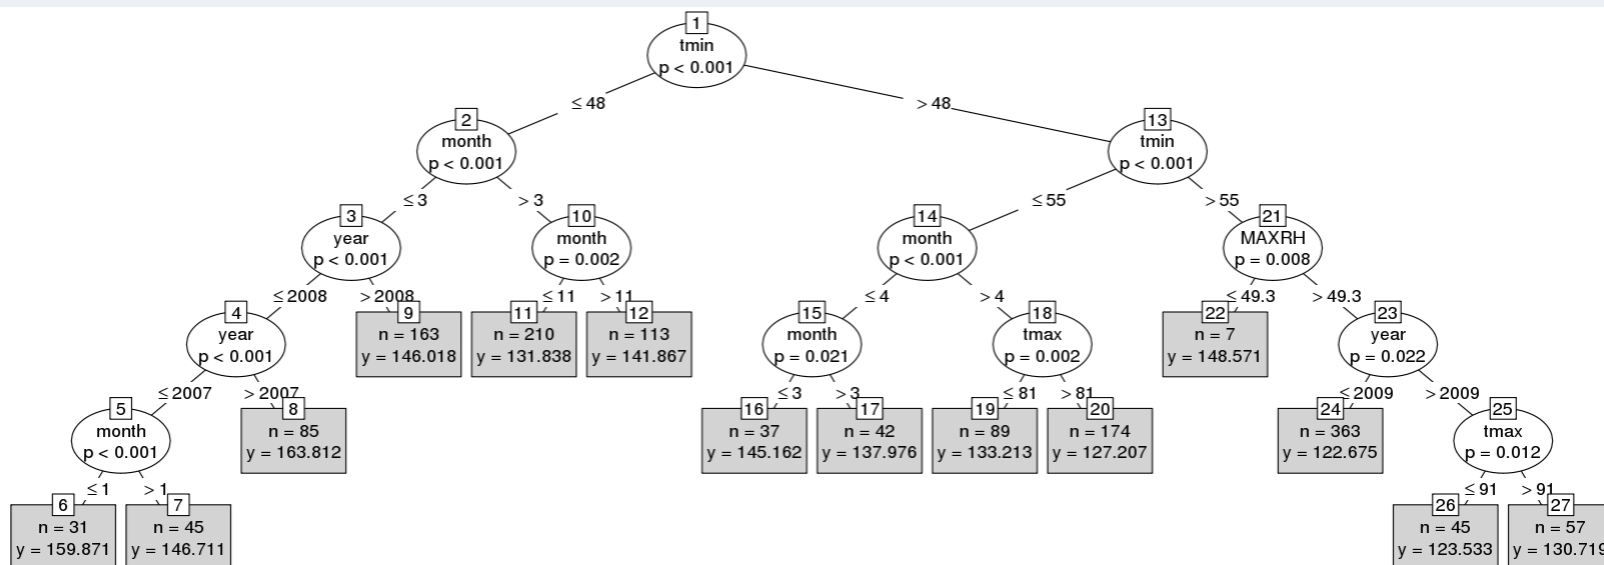 1
tmin
p < 0.001
≤ 48
> 48
2
month
p < 0.001
13
tmin
p < 0.001
≤ 3
> 3
≤ 55
> 55
3
year
p < 0.001
10
month
p = 0.002
14
month
p < 0.001
21
MAXRH
p = 0.008
≤ 2008
> 2008
≤ 11
> 11
≤ 4
> 4
≤ 49.3
> 49.3
4
year
p < 0.001
9
n = 163
y = 146.018
11
n = 210
y = 131.838
12
n = 113
y = 141.867
15
month
p = 0.021
18
tmax
p = 0.002
22
n = 7
y = 148.571
23
year
p = 0.022
≤ 2007
> 2007
≤ 3
> 3
≤ 81
> 81
≤ 2009
> 2009
5
month
p < 0.001
8
n = 85
y = 163.812
16
n = 37
y = 145.162
17
n = 42
y = 137.976
19
n = 89
y = 133.213
20
n = 174
y = 127.207
24
n = 363
y = 122.675
25
tmax
p = 0.012
≤ 1
> 1
≤ 91
> 91
6
n = 31
y = 159.871
7
n = 45
y = 146.711
26
n = 45
y = 123.533
27
n = 57
y = 130.719